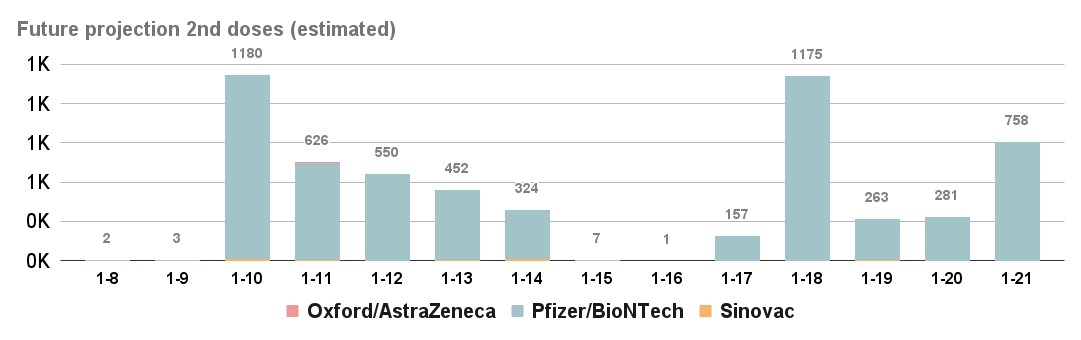 Future projection 2nd doses (estimated)
1K
1K
1K
1K
0K
0K
2
3
1180
626
550
452
324
7
1
157
1175
263
281
758
1-8
1-9
1-10
1-11
1-12
1-13
1-14
1-15
1-16
1-17
1-18
1-19
1-20
1-21
Oxford/AstraZeneca
Pfizer/BioNTech
Sinovac